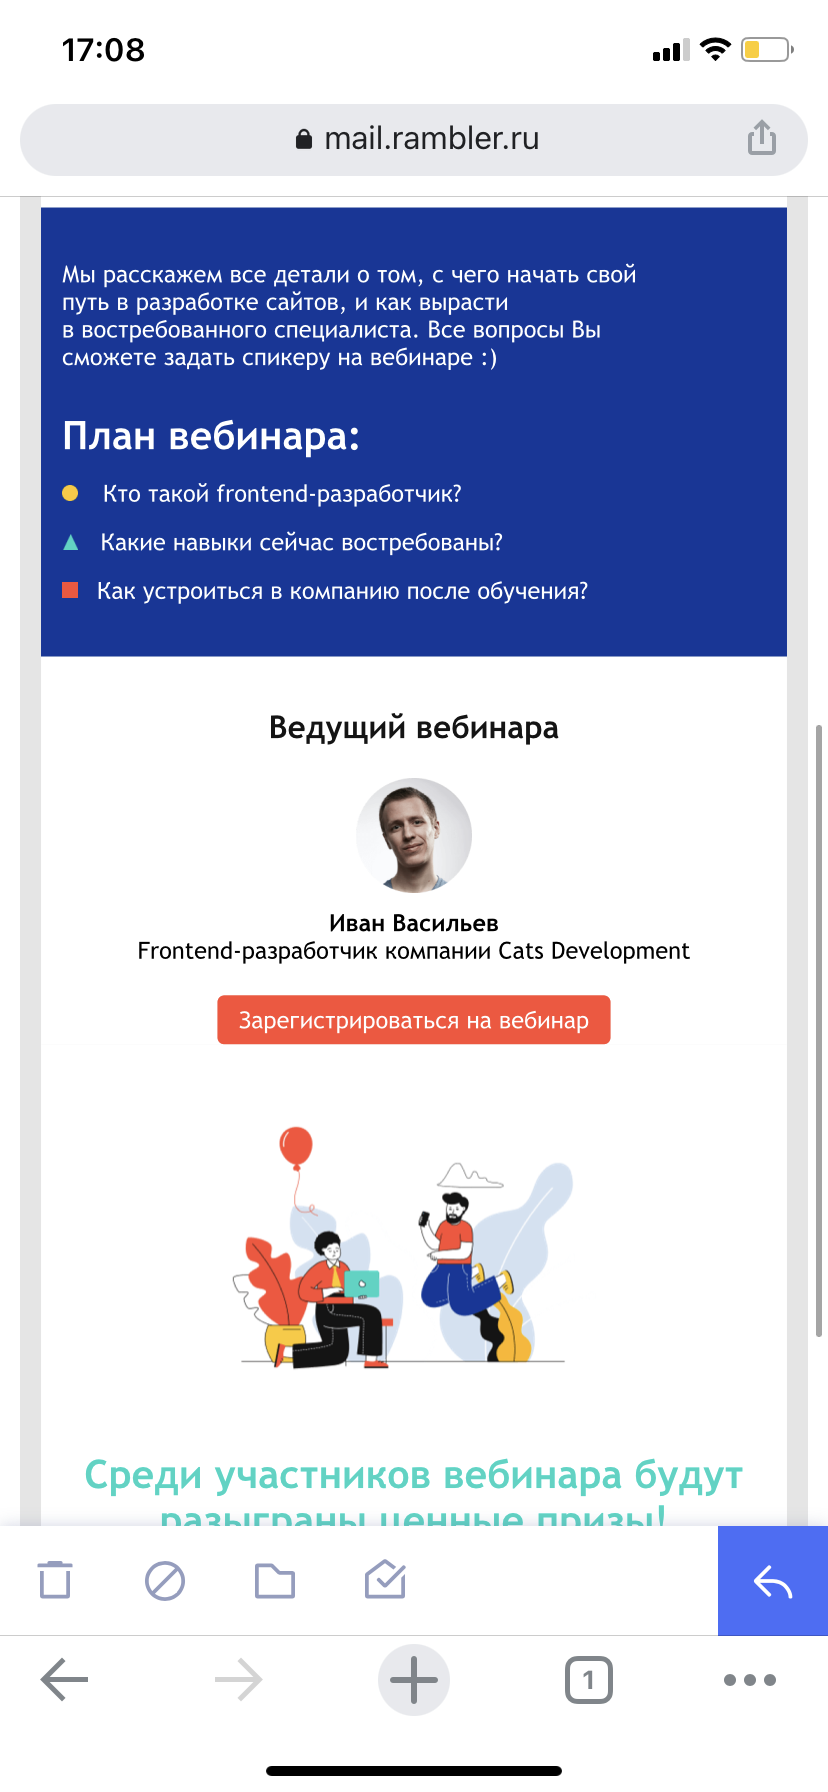 17:08
mail.rambler.ru
Мы расскажем все детали о том, с чего начать свой
путь в разработке сайтов, и как вырасти
в востребованного специалиста. Все вопросы Вы
сможете задать спикеру на вебинаре :)
План вебинара:
Кто такой frontend-разработчик?
Какие навыки сейчас востребованы?
Как устроиться в компанию после обучения?
Ведущий вебинара
Иван Васильев
Frontend-разработчик компании Cats Development
Зарегистрироваться на вебинар
Среди участников вебинара будут
разыграны ценные призы!
1